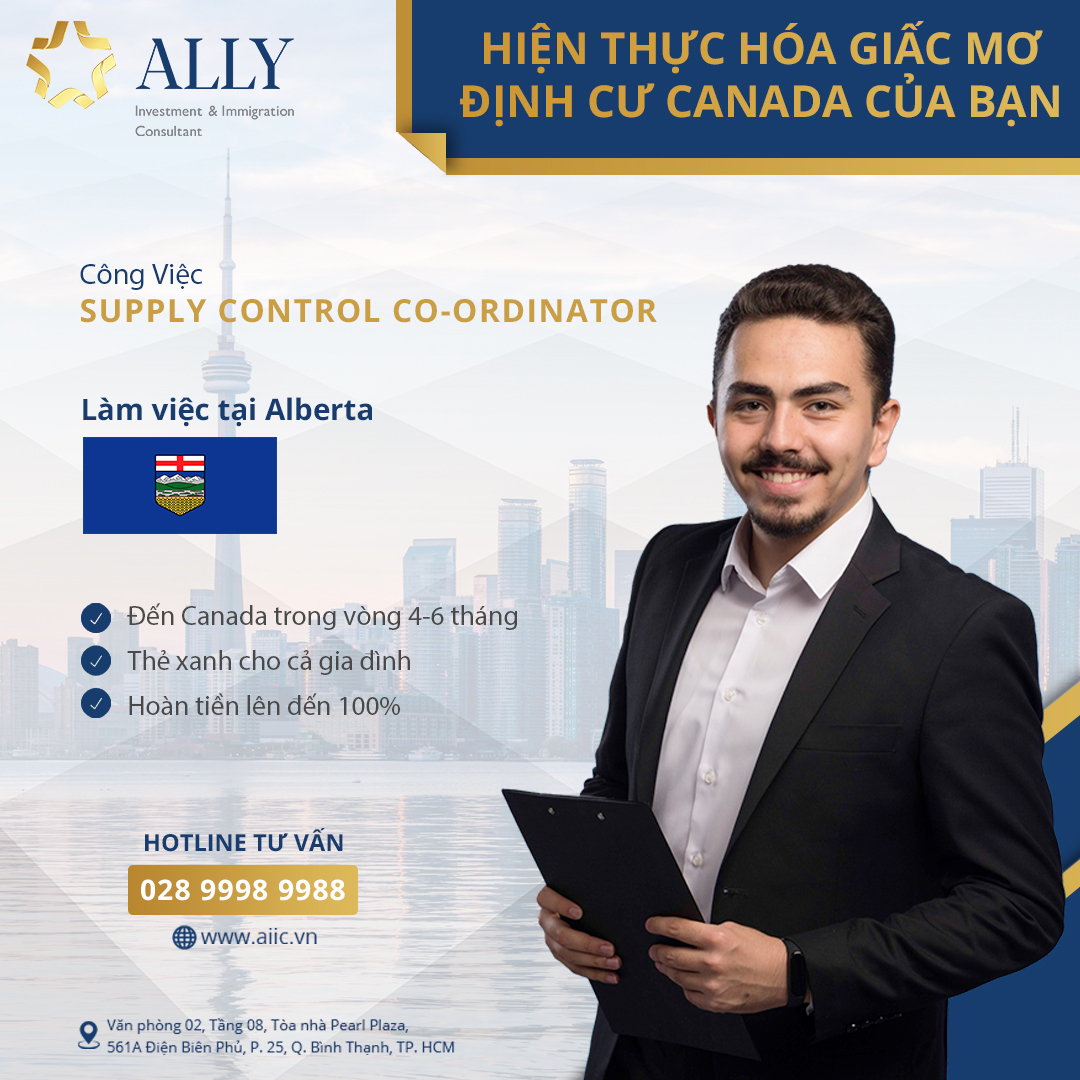 ALLY
Investment & Immigration
Consultant
HIỆN THỰC HÓA GIẤC MƠ
ĐỊNH CƯ CANADA CỦA BẠN
Công Việc
SUPPLY CONTROL CO-ORDINATOR
Làm việc tại Alberta
Đến Canada trong vòng 4-6 tháng
Thẻ xanh cho cả gia đình
Hoàn tiền lên đến 100%
HOTLINE TƯ VẤN
028 9998 9988
www.aiic.vn
Văn phòng 02, Tầng 08, Tòa nhà Pearl Plaza,
561A Điện Biên Phủ, P. 25, Q. Bình Thạnh, TP. HCM